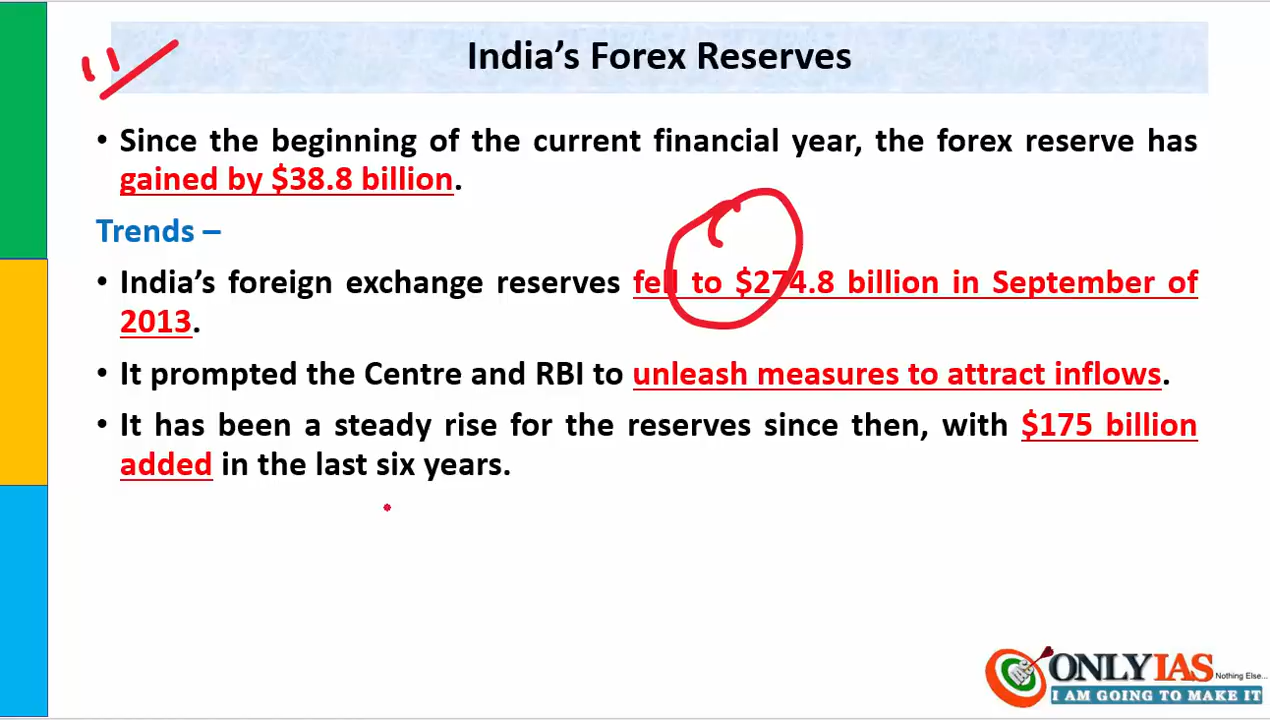 India's Forex Reserves
• Since the beginning of the current financial year, the forex reserve has
gained by $38.8 billion.
Trends –
• India's foreign exchange reserves fell to $274.8 billion in September of
2013.
• It prompted the Centre and RBI to unleash measures to attract inflows.
• It has been a steady rise for the reserves since then, with $175 billion
added in the last six years.
ONLYIAS Nothing Else...
I AM GOING TO MAKE IT